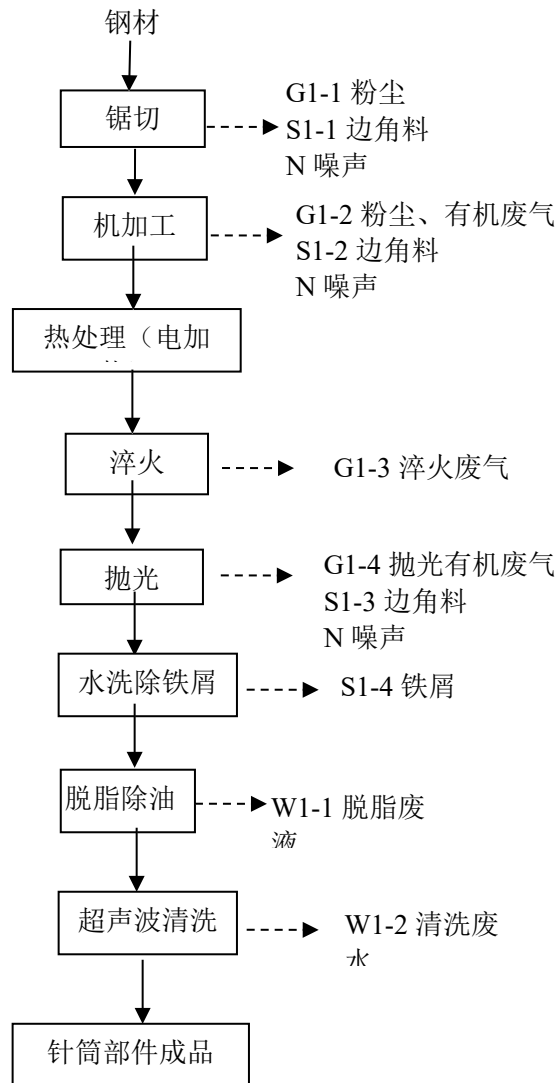 钢材
锯切
G1-1 粉尘
S1-1 边角料
N 噪声
机加工
G1-2 粉尘、有机废气
S1-2 边角料
N 噪声
热处理（电加
淬火
G1-3 淬火废气
抛光
G1-4 抛光有机废气
S1-3 边角料
N 噪声
水洗除铁屑
S1-4 铁屑
脱脂除油
W1-1 脱脂废
液
超声波清洗
W1-2 清洗废
水
针筒部件成品